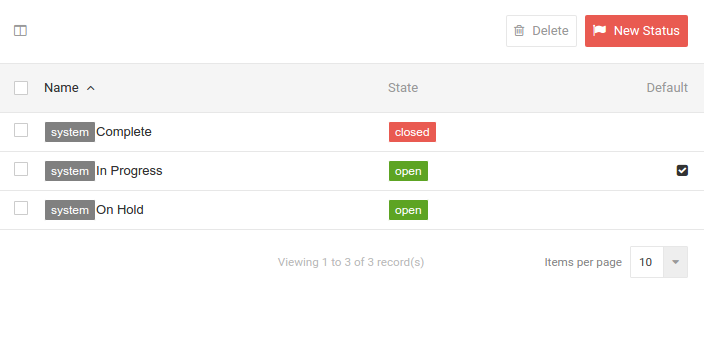 Delete New Status
Name State Default
system Complete closed
system In Progress open
system On Hold open
Viewing 1 to 3 of 3 record(s) Items per page 10